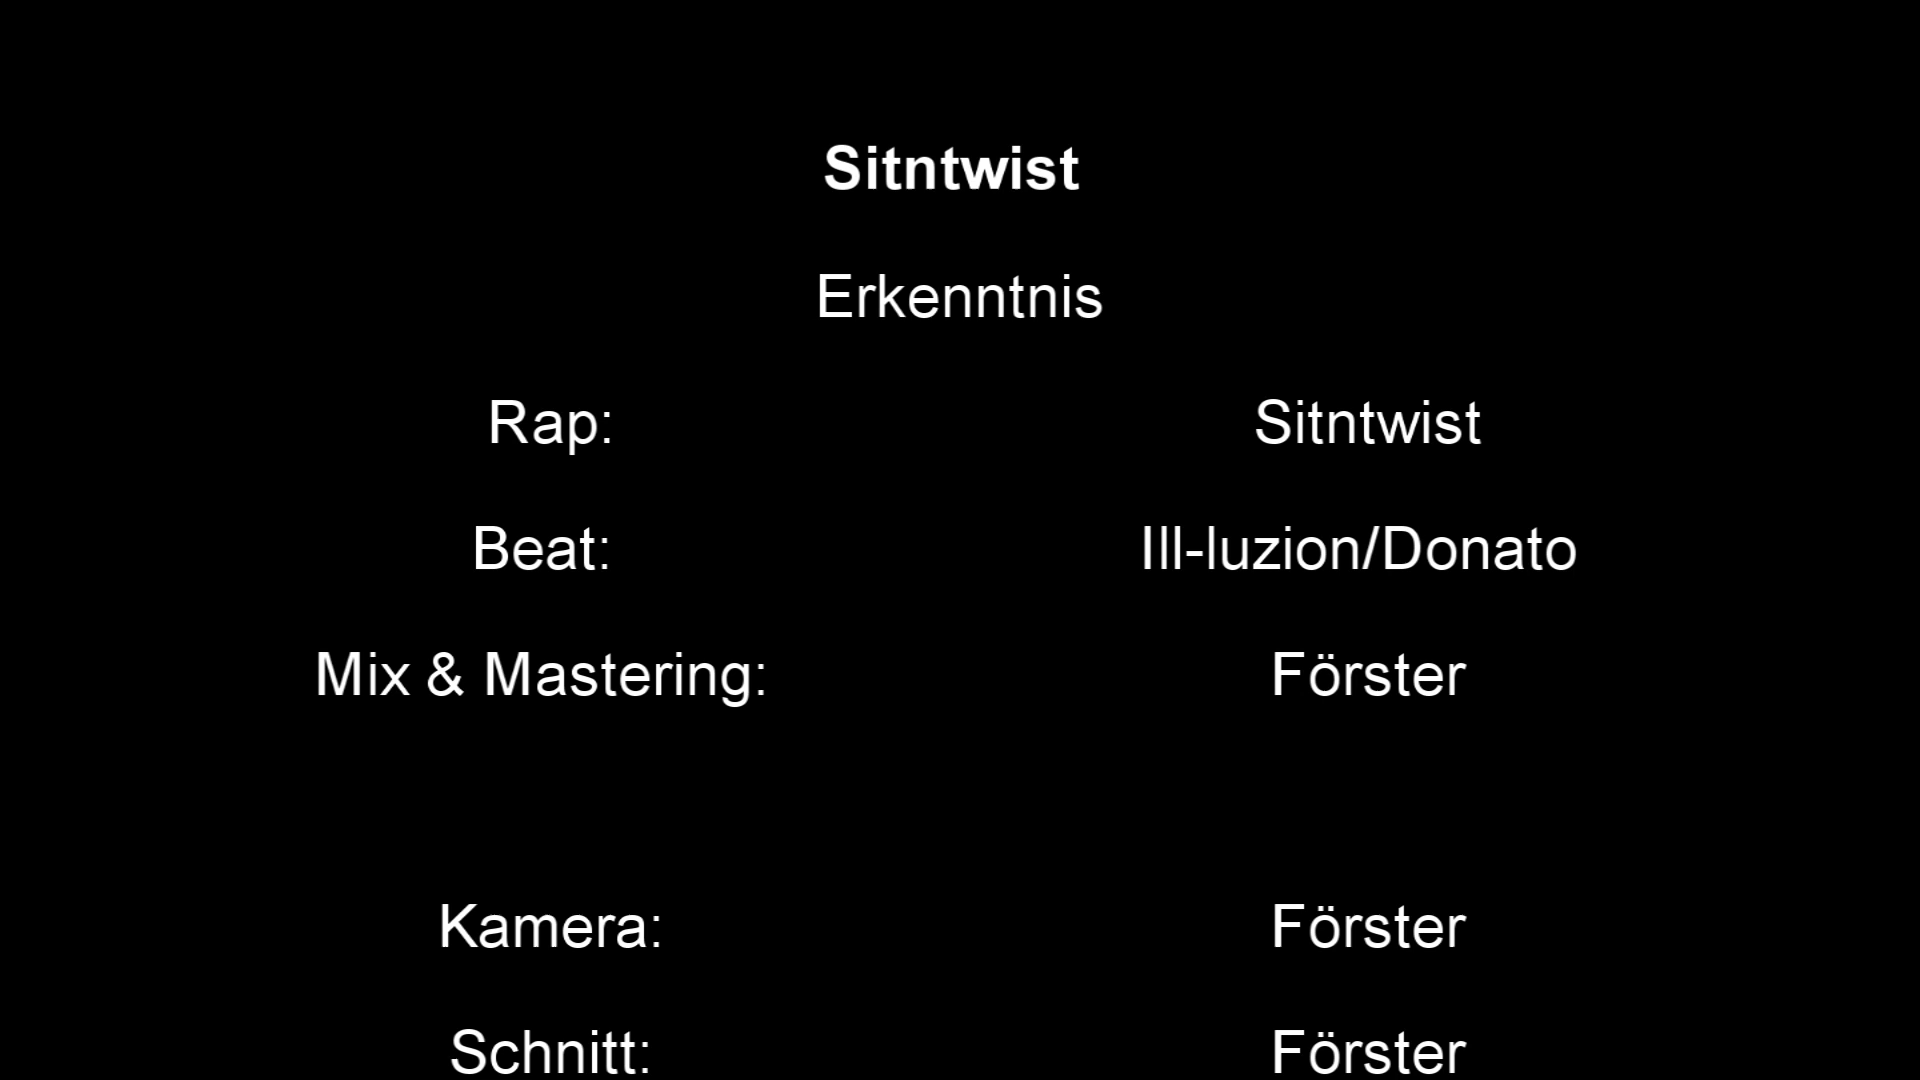 Sitntwist
Erkenntnis
Rap: Sitntwist
Beat: Ill-luzion/Donato
Mix & Mastering: Förster
Kamera: Förster
Schnitt: Förster